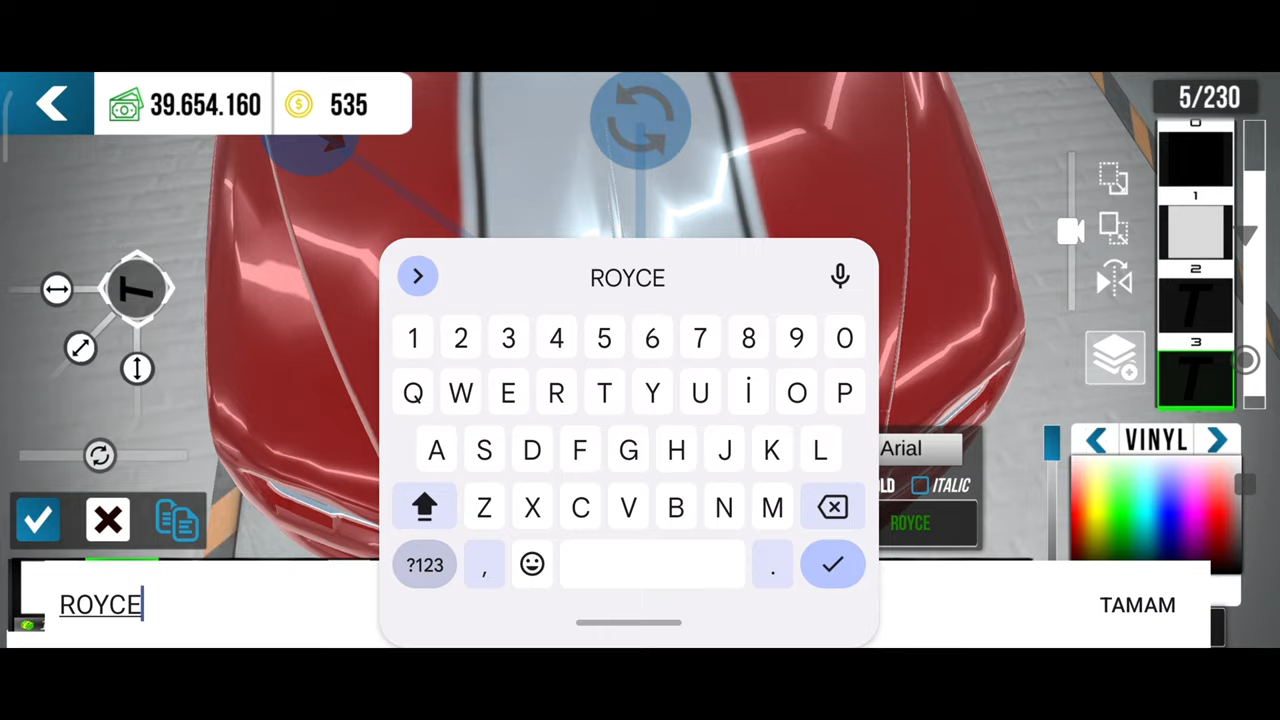 39.654.160
535
5/230
0
1
2
3
T
T
T
VINYL
Arial
ITALIC
ROYCE
ROYCE
1 2 3 4 5 6 7 8 9 0
Q W E R T Y U İ O P
A S D F G H J K L
Z X C V B N M
?123 , .
ROYCE
TAMAM